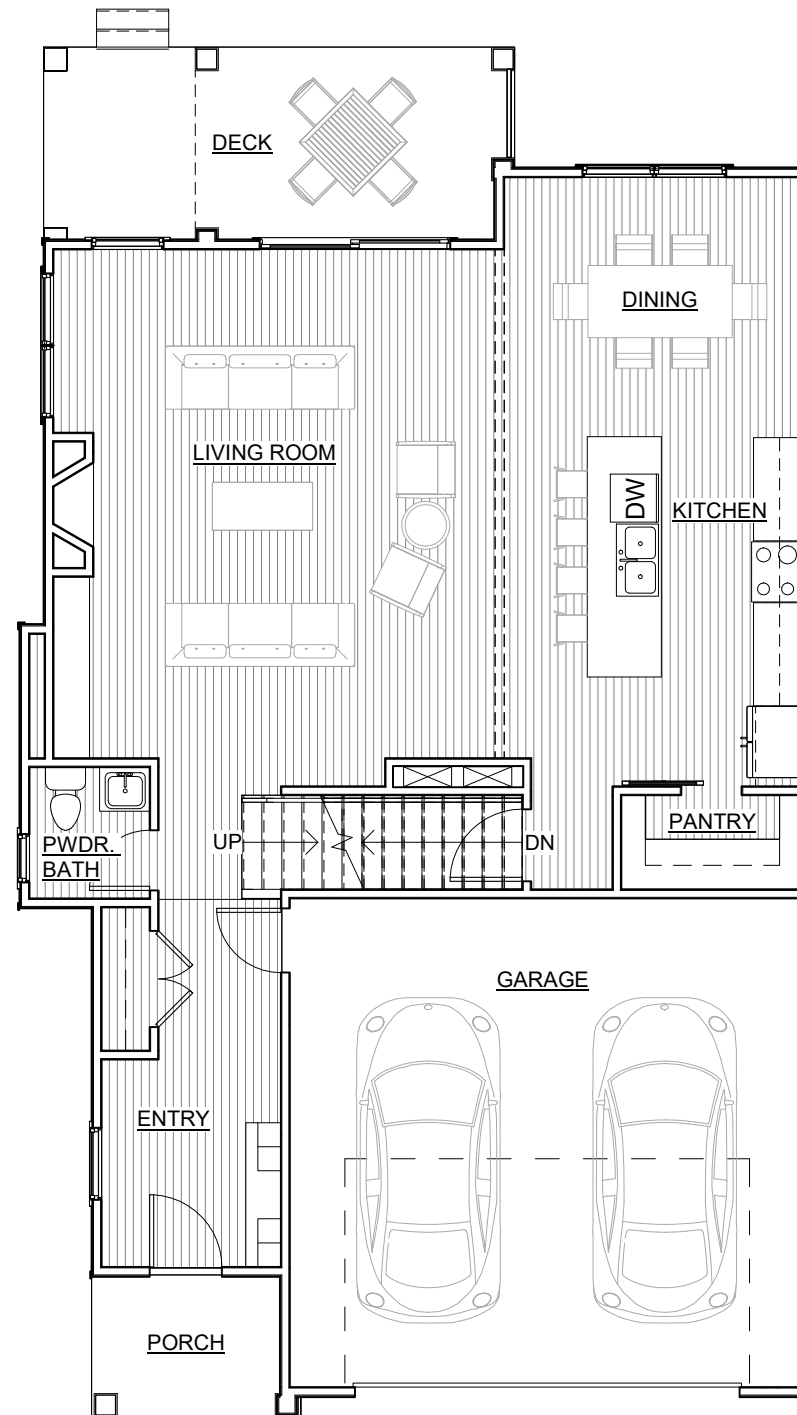 DECK
DINING
LIVING ROOM
DW
KITCHEN
PANTRY
PWDR.
BATH
UP
DN
GARAGE
ENTRY
PORCH